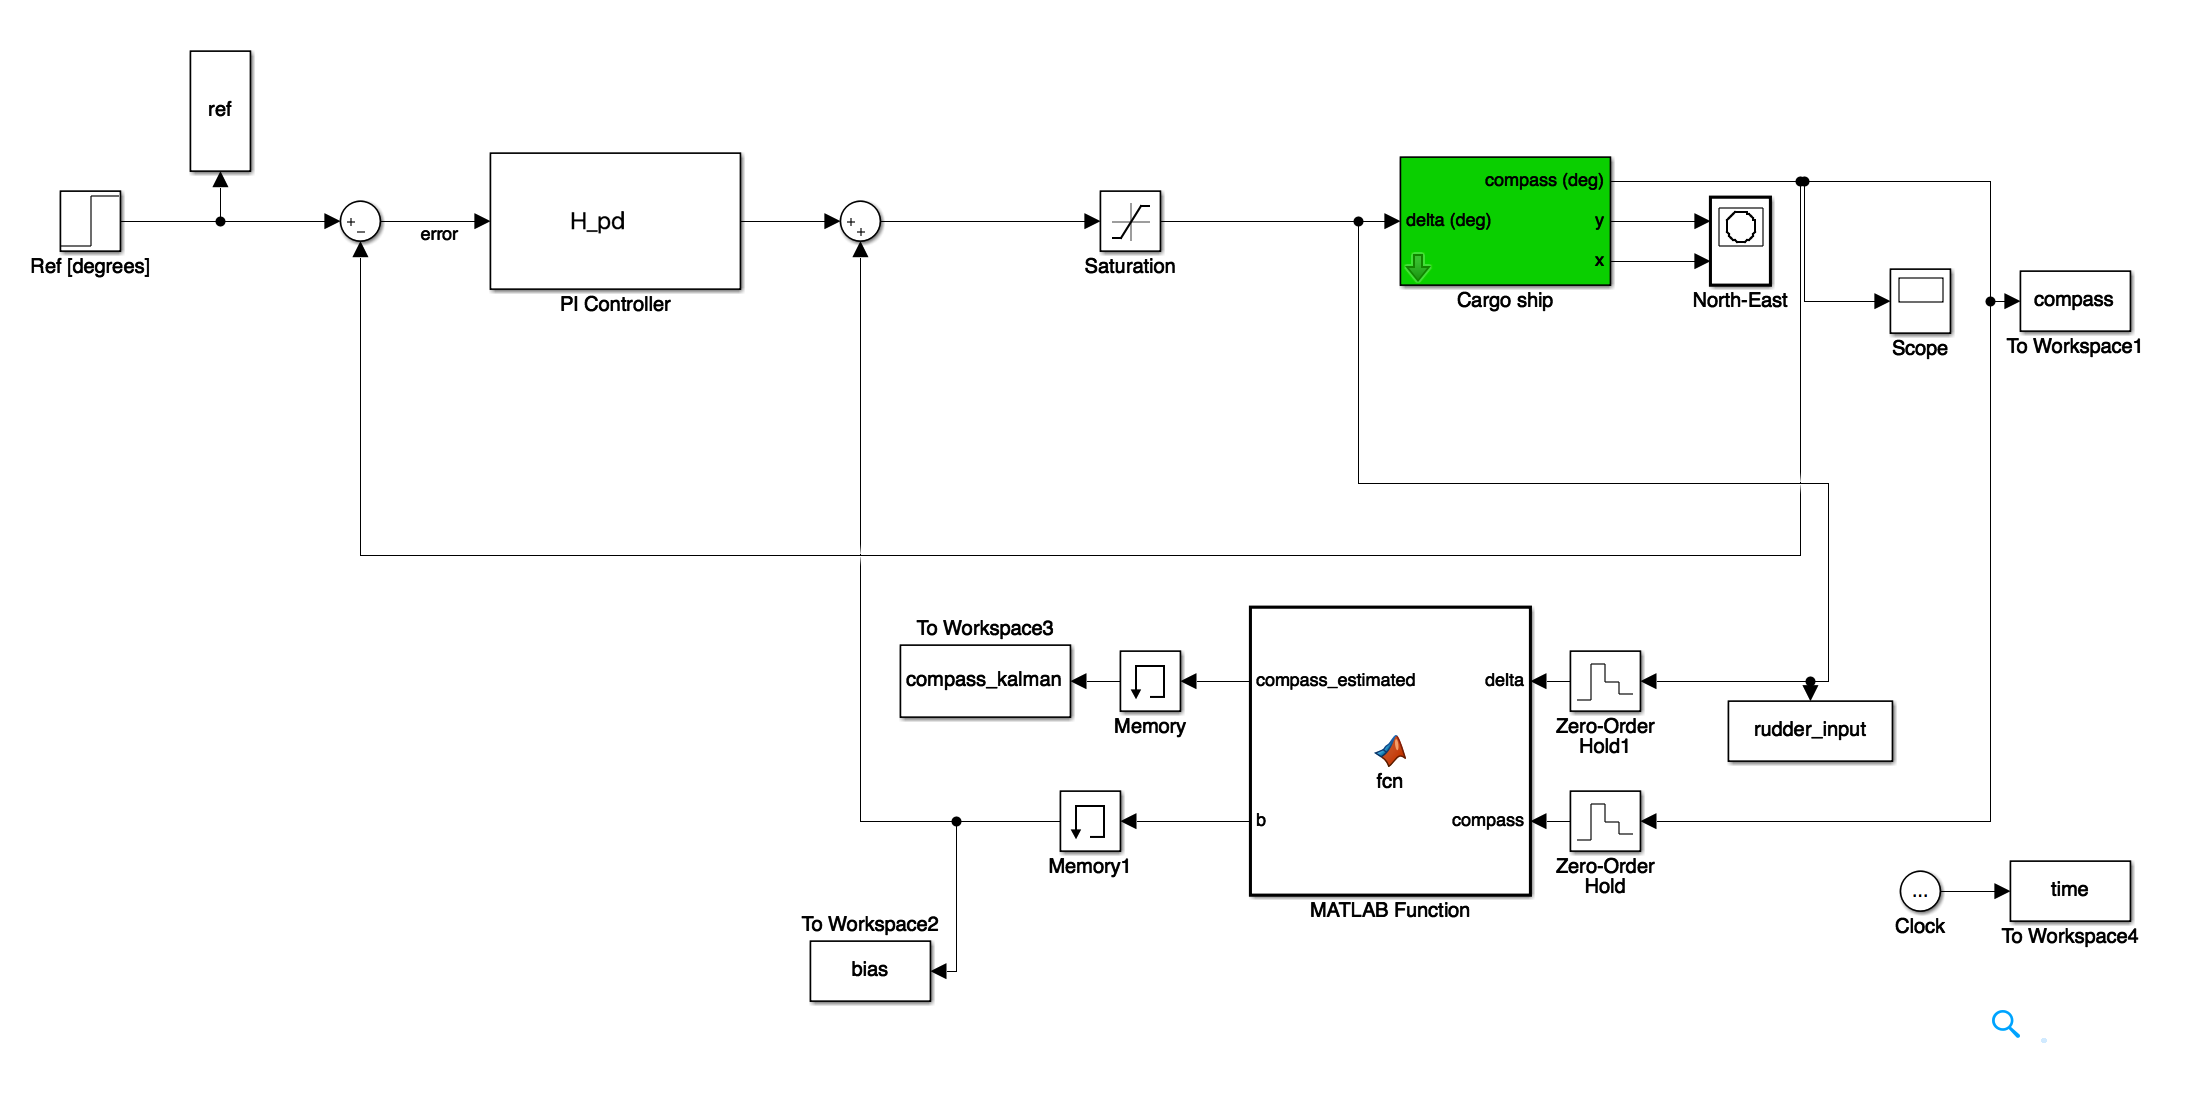 ref
Ref [degrees]
+
−
error
H_pd
PI Controller
+
+
Saturation
compass (deg)
delta (deg)
y
x
Cargo ship
North-East
Scope
compass
To Workspace1
To Workspace3
compass_kalman
Memory
compass_estimated
delta
Zero-Order
Hold1
rudder_input
fcn
b
compass
Memory1
Zero-Order
Hold
MATLAB Function
To Workspace2
bias
...
Clock
time
To Workspace4